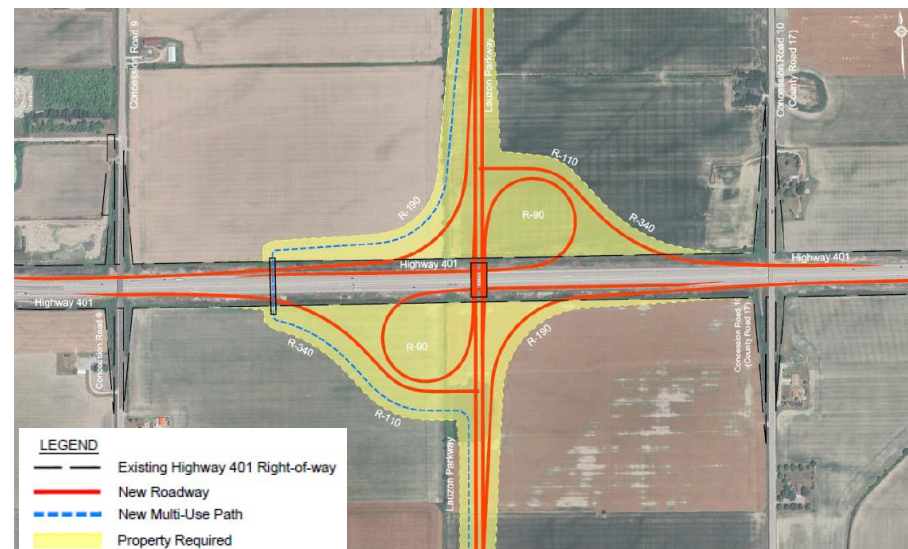 Concession Road 9
Lauzon Parkway
Concession Road 10
(County Road 17)
R-110
R-190
R-90
R-340
Highway 401
Highway 401
Highway 401
R-340
R-90
R-190
Concession Road 9
Concession Road 10
(County Road 17)
R-110
Lauzon Parkway
LEGEND
Existing Highway 401 Right-of-way
New Roadway
New Multi-Use Path
Property Required